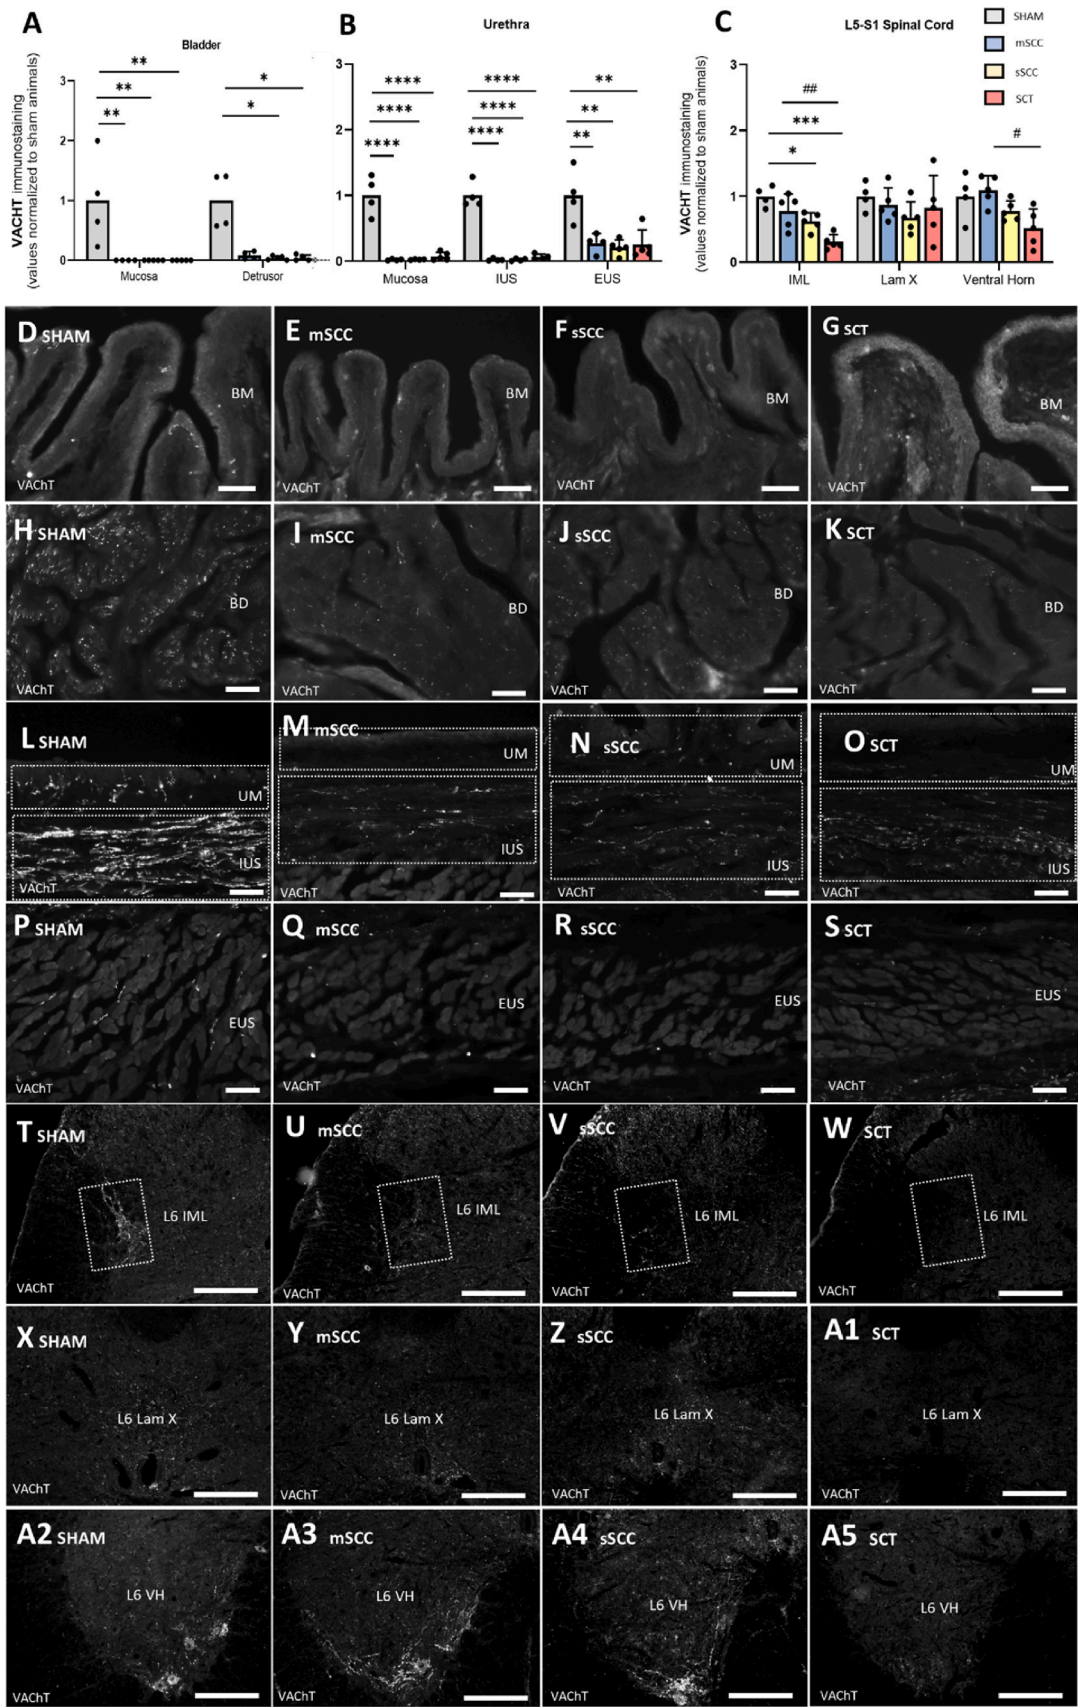 A
Bladder
VACHT immunostaining
(values normalized to sham animals)
3
2
1
0
**
**
**
*
*
Mucosa
Detrusor
B
Urethra
3
2
1
0
****
****
****
****
****
****
**
**
**
Mucosa
IUS
EUS
C
L5-S1 Spinal Cord
SHAM
mSCC
sSCC
SCT
VACHT immunostaining
(values normalized to sham animals)
3
2
1
0
##
***
*
#
IML
Lam X
Ventral Horn
D SHAM
BM
VAChT
E mSCC
BM
VAChT
F sSCC
BM
VAChT
G SCT
BM
VAChT
H SHAM
BD
VAChT
I mSCC
BD
VAChT
J sSCC
BD
VAChT
K SCT
BD
VAChT
L SHAM
UM
IUS
VAChT
M mSCC
UM
IUS
VAChT
N sSCC
UM
IUS
VAChT
O SCT
UM
IUS
VAChT
P SHAM
EUS
VAChT
Q mSCC
EUS
VAChT
R sSCC
EUS
VAChT
S SCT
EUS
VAChT
T SHAM
L6 IML
VAChT
U mSCC
L6 IML
VAChT
V sSCC
L6 IML
VAChT
W SCT
L6 IML
VAChT
X SHAM
L6 Lam X
VAChT
Y mSCC
L6 Lam X
VAChT
Z sSCC
L6 Lam X
VAChT
A1 SCT
L6 Lam X
VAChT
A2 SHAM
L6 VH
VAChT
A3 mSCC
L6 VH
VAChT
A4 sSCC
L6 VH
VAChT
A5 SCT
L6 VH
VAChT